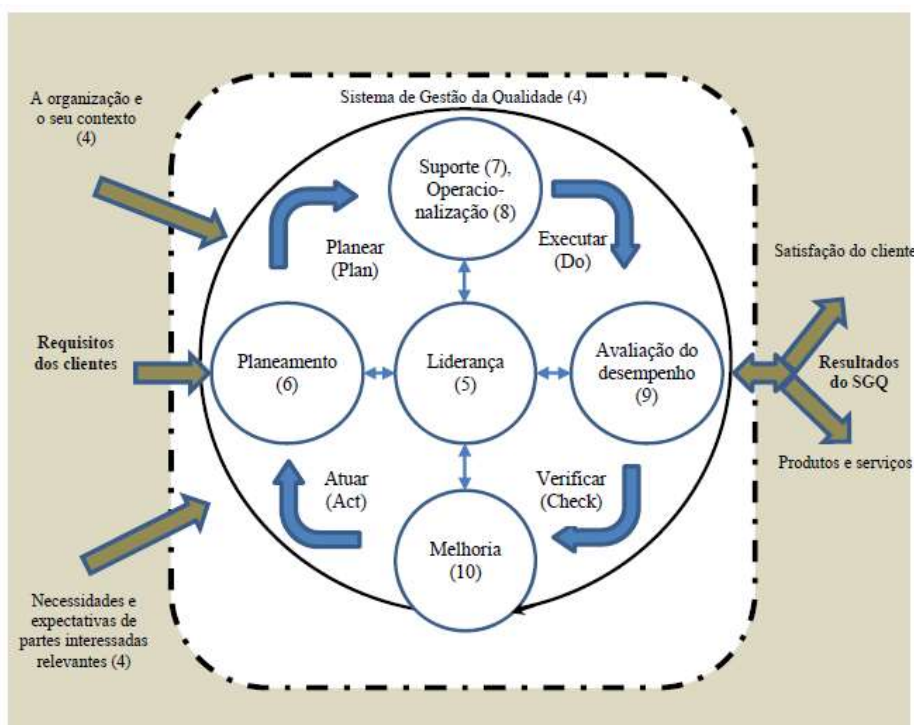 Sistema de Gestão da Qualidade (4)
A organização e
o seu contexto
(4)
Suporte (7),
Operacio-
nalização (8)
Planear
(Plan)
Executar
(Do)
Satisfação do cliente
Requisitos
dos clientes
Planeamento
(6)
Liderança
(5)
Avaliação do
desempenho
(9)
Resultados
do SGQ
Atuar
(Act)
Verificar
(Check)
Produtos e serviços
Melhoria
(10)
Necessidades e
expectativas de
partes interessadas
relevantes (4)